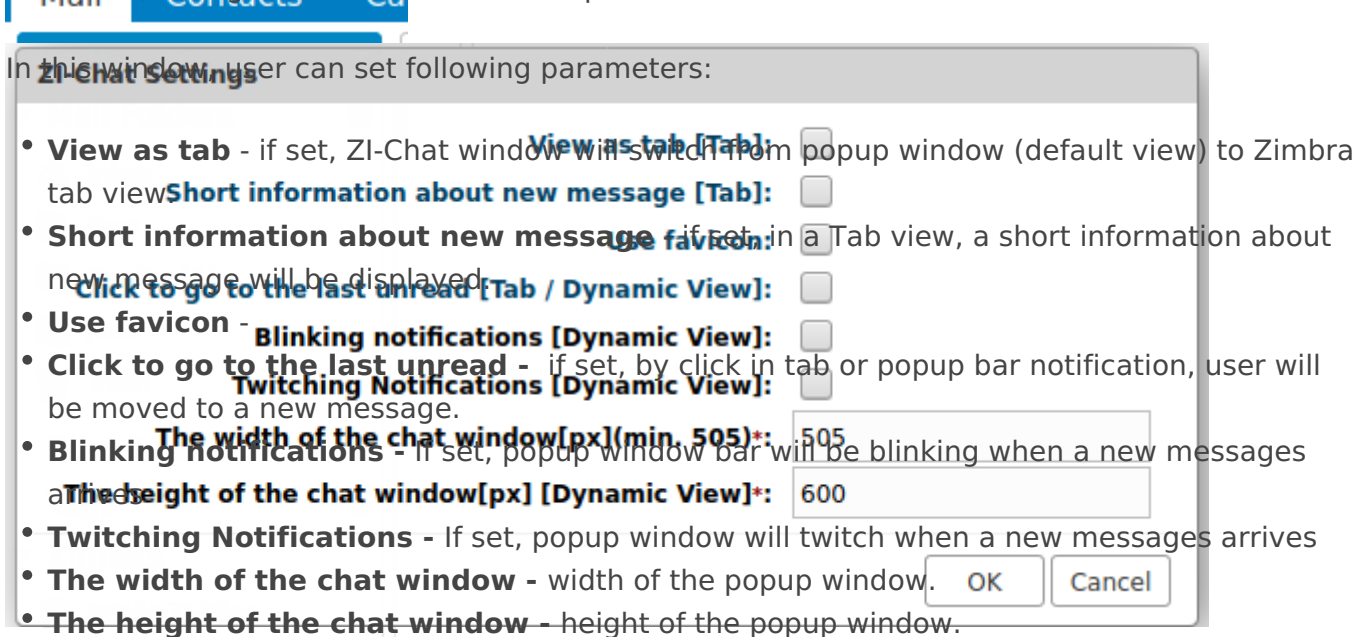 Mail Contacts Ca
In this window, user can set following parameters:
ZI-Chat Settings
• View as tab - if set, ZI-Chat window will switch from popup window (default view) to Zimbra
tab view.
View as tab [Tab]:
Short information about new message [Tab]:
• Short information about new message - if set, in a Tab view, a short information about
new message will be displayed.
Use favicon:
Click to go to the last unread [Tab / Dynamic View]:
• Use favicon -
Blinking notifications [Dynamic View]:
• Click to go to the last unread - if set, by click in tab or popup bar notification, user will
be moved to a new message.
Twitching Notifications [Dynamic View]:
The width of the chat window[px](min. 505)*: 505
• Blinking notifications - If set, popup window bar will be blinking when a new messages
arrives
The height of the chat window[px] [Dynamic View]*: 600
• Twitching Notifications - If set, popup window will twitch when a new messages arrives
• The width of the chat window - width of the popup window.
OK Cancel
• The height of the chat window - height of the popup window.